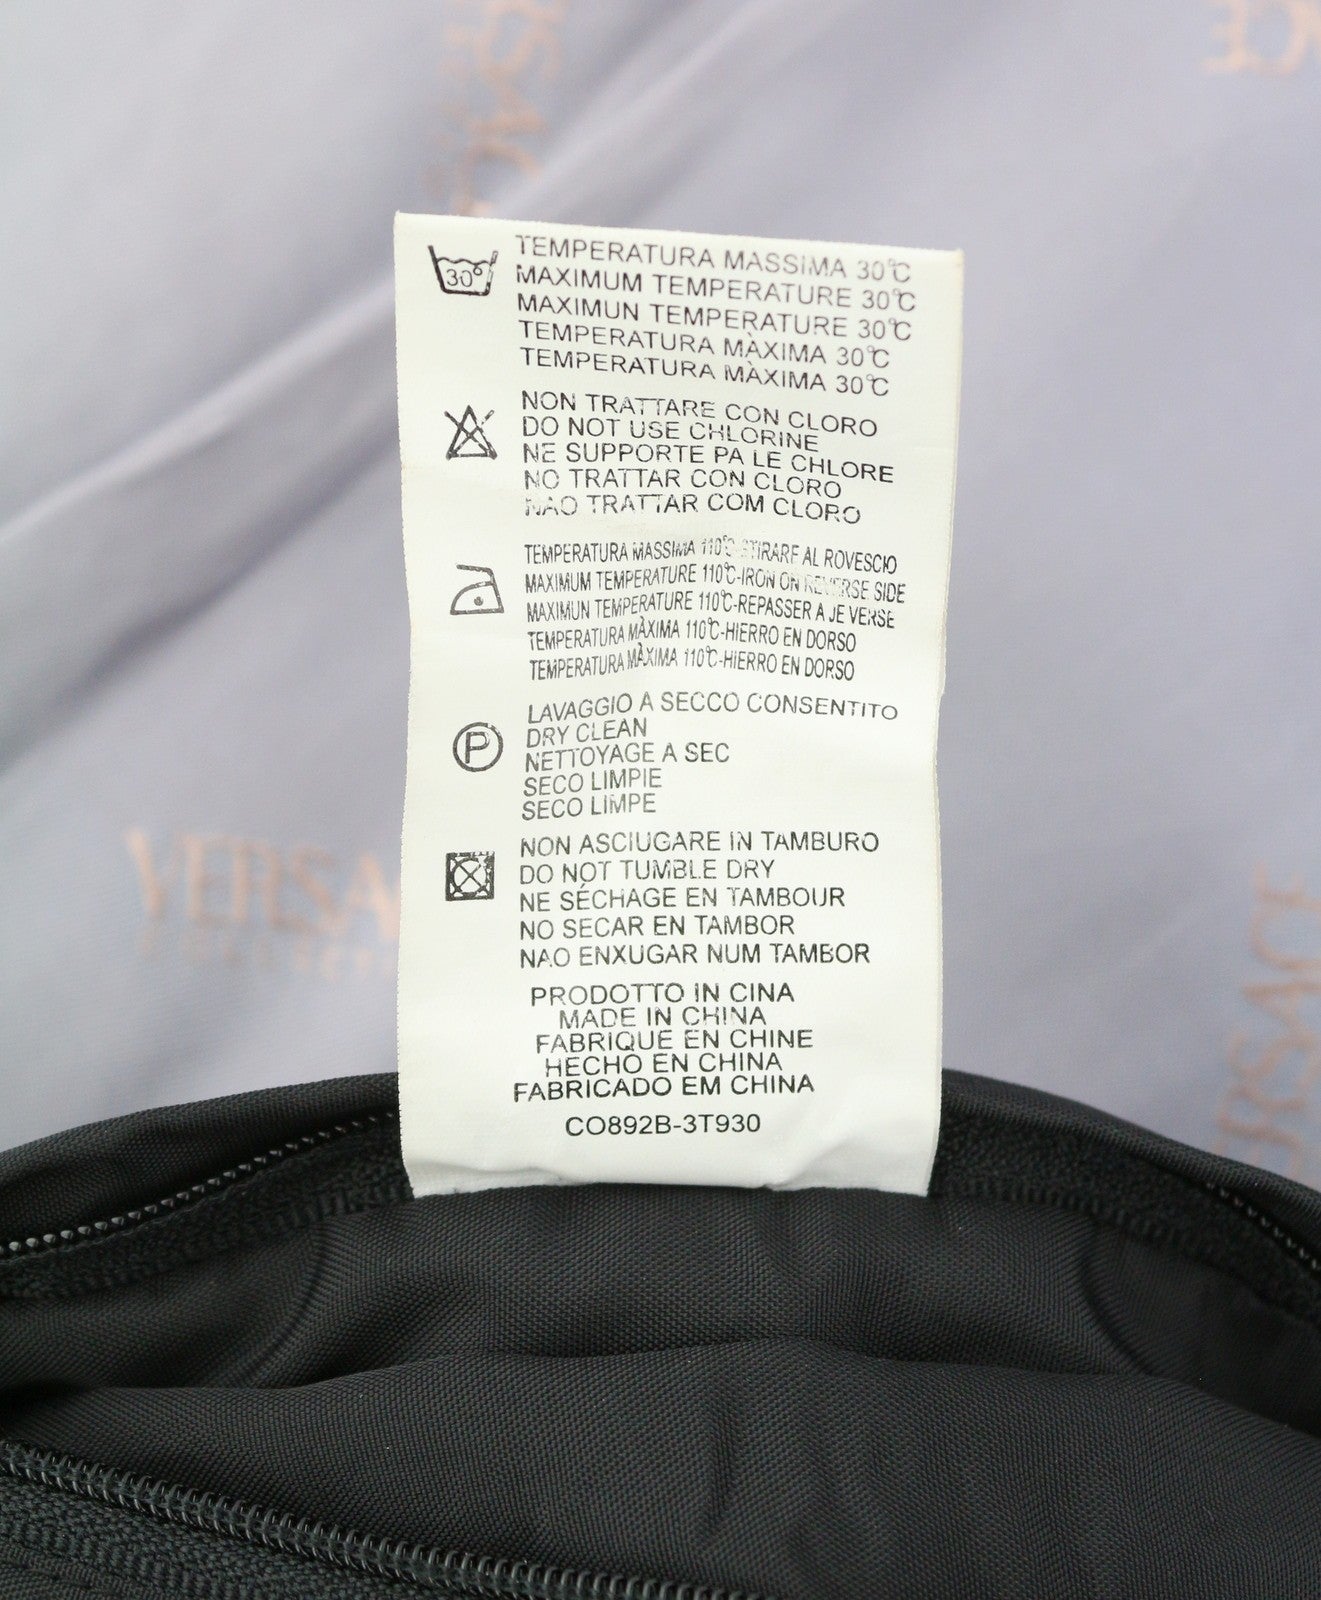 30°
TEMPERATURA MASSIMA 30℃
MAXIMUM TEMPERATURE 30℃
MAXIMUN TEMPERATURE 30℃
TEMPERATURA MÀXIMA 30℃
TEMPERATURA MÀXIMA 30℃
NON TRATTARE CON CLORO
DO NOT USE CHLORINE
NE SUPPORTE PA LE CHLORE
NO TRATTAR CON CLORO
NAO TRATTAR COM CLORO
TEMPERATURA MASSIMA 110℃-STIRARE AL ROVESCIO
MAXIMUM TEMPERATURE 110℃-IRON ON REVERSE SIDE
MAXIMUN TEMPERATURE 110℃-REPASSER A JE VERSE
TEMPERATURA MÀXIMA 110℃-HIERRO EN DORSO
TEMPERATURA MÀXIMA 110℃-HIERRO EN DORSO
P
LAVAGGIO A SECCO CONSENTITO
DRY CLEAN
NETTOYAGE A SEC
SECO LIMPIE
SECO LIMPE
NON ASCIUGARE IN TAMBURO
DO NOT TUMBLE DRY
NE SÉCHAGE EN TAMBOUR
NO SECAR EN TAMBOR
NAO ENXUGAR NUM TAMBOR
PRODOTTO IN CINA
MADE IN CHINA
FABRIQUE EN CHINE
HECHO EN CHINA
FABRICADO EM CHINA
CO892B-3T930
VERSA
VERSACE